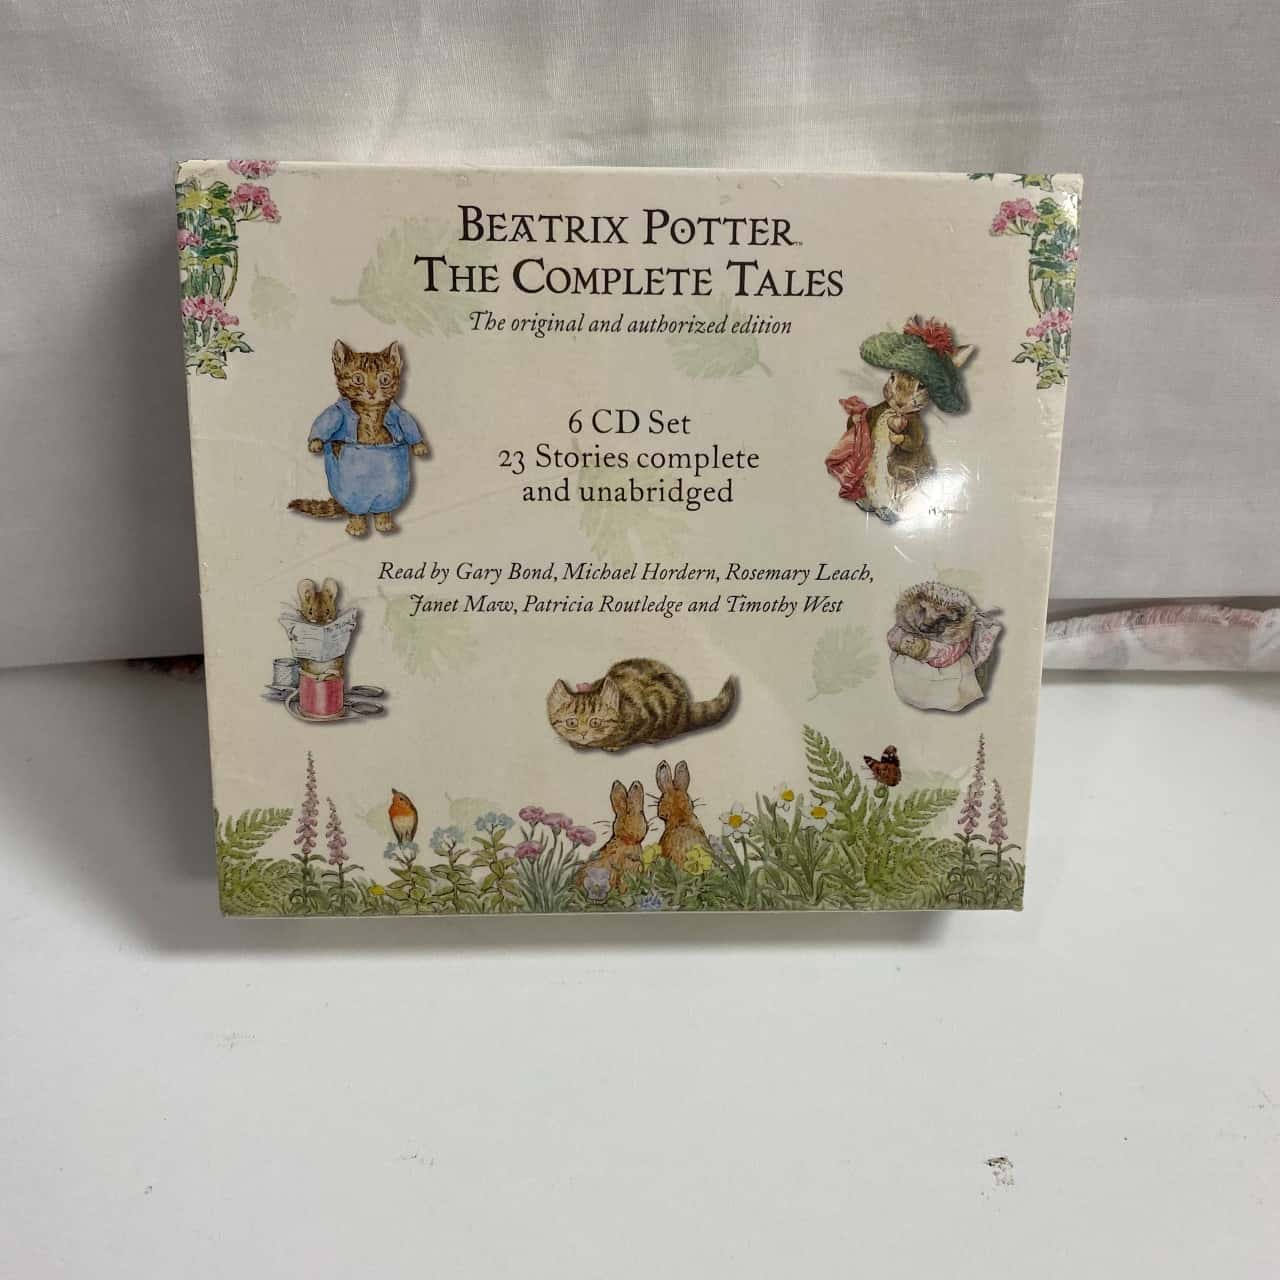 BEATRIX POTTER™
THE COMPLETE TALES
The original and authorized edition
6 CD Set
23 Stories complete
and unabridged
Read by Gary Bond, Michael Hordern, Rosemary Leach,
Janet Maw, Patricia Routledge and Timothy West